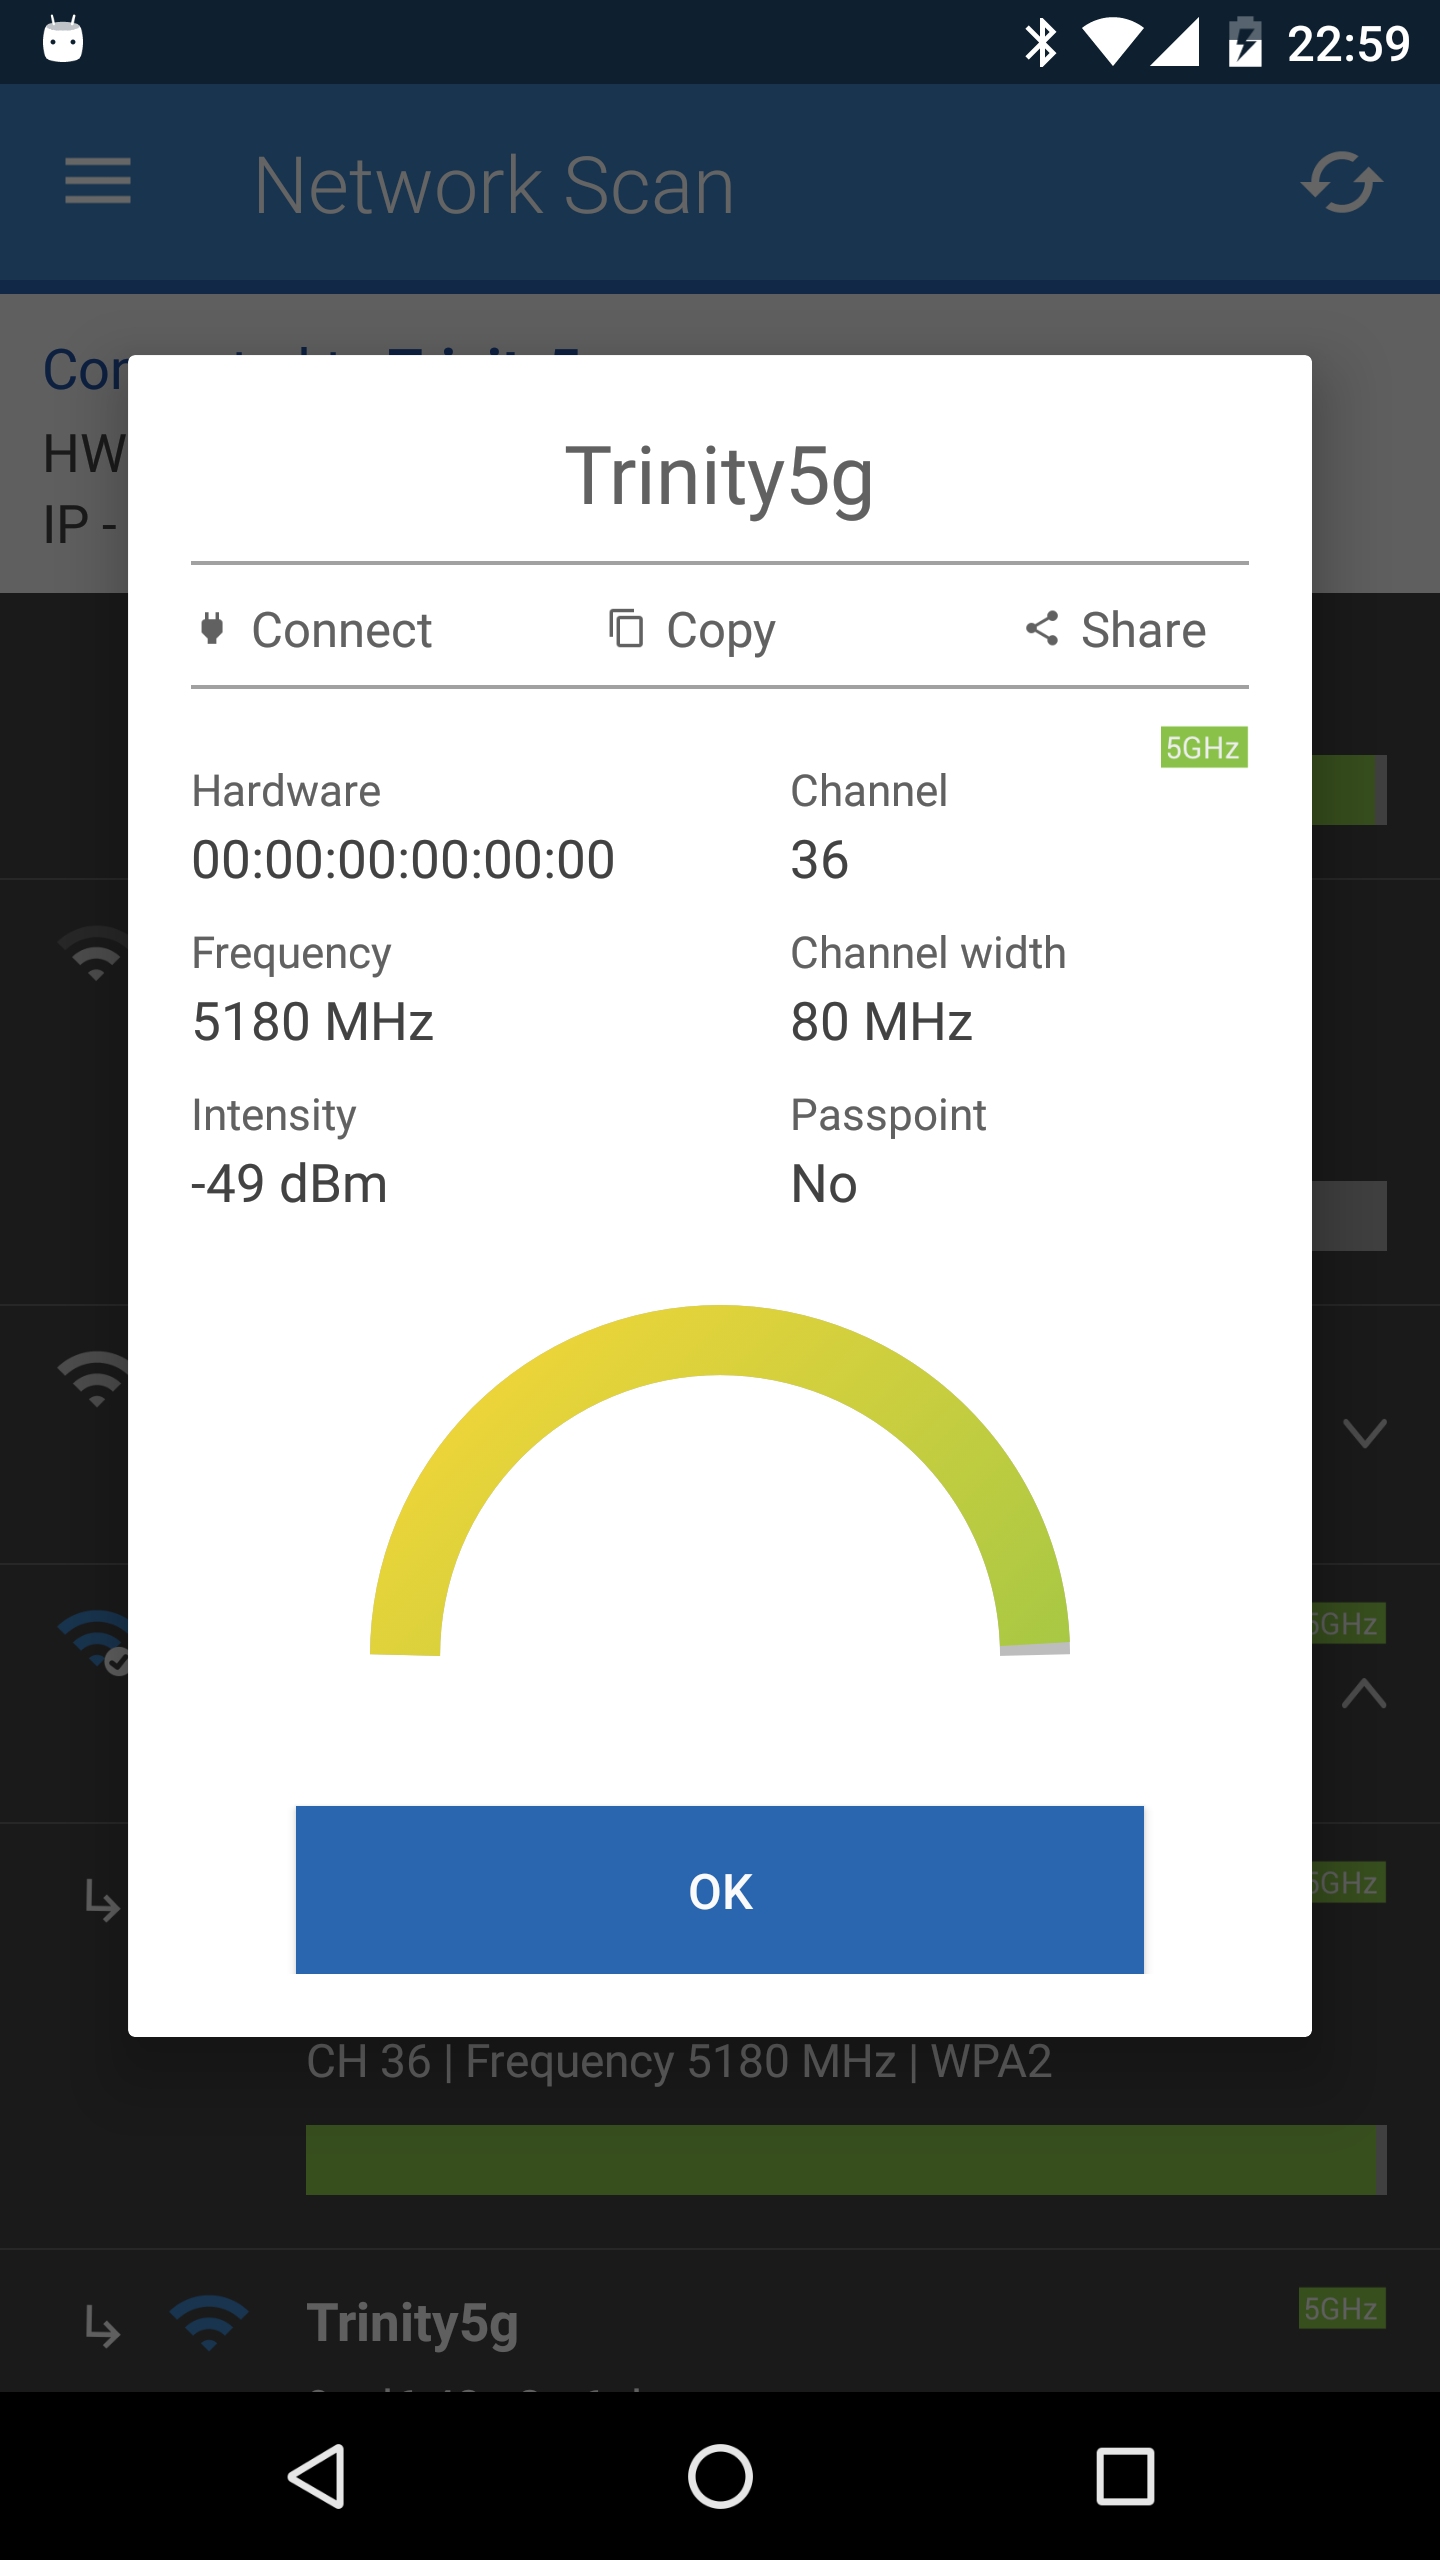 22:59
Network Scan
HW
IP -
Trinity5g
Connect Copy Share
5GHz
Hardware Channel
00:00:00:00:00:00 36
Frequency Channel width
5180 MHz 80 MHz
Intensity Passpoint
-49 dBm No
5GHz
OK
5GHz
CH 36 | Frequency 5180 MHz | WPA2
Trinity5g 5GHz